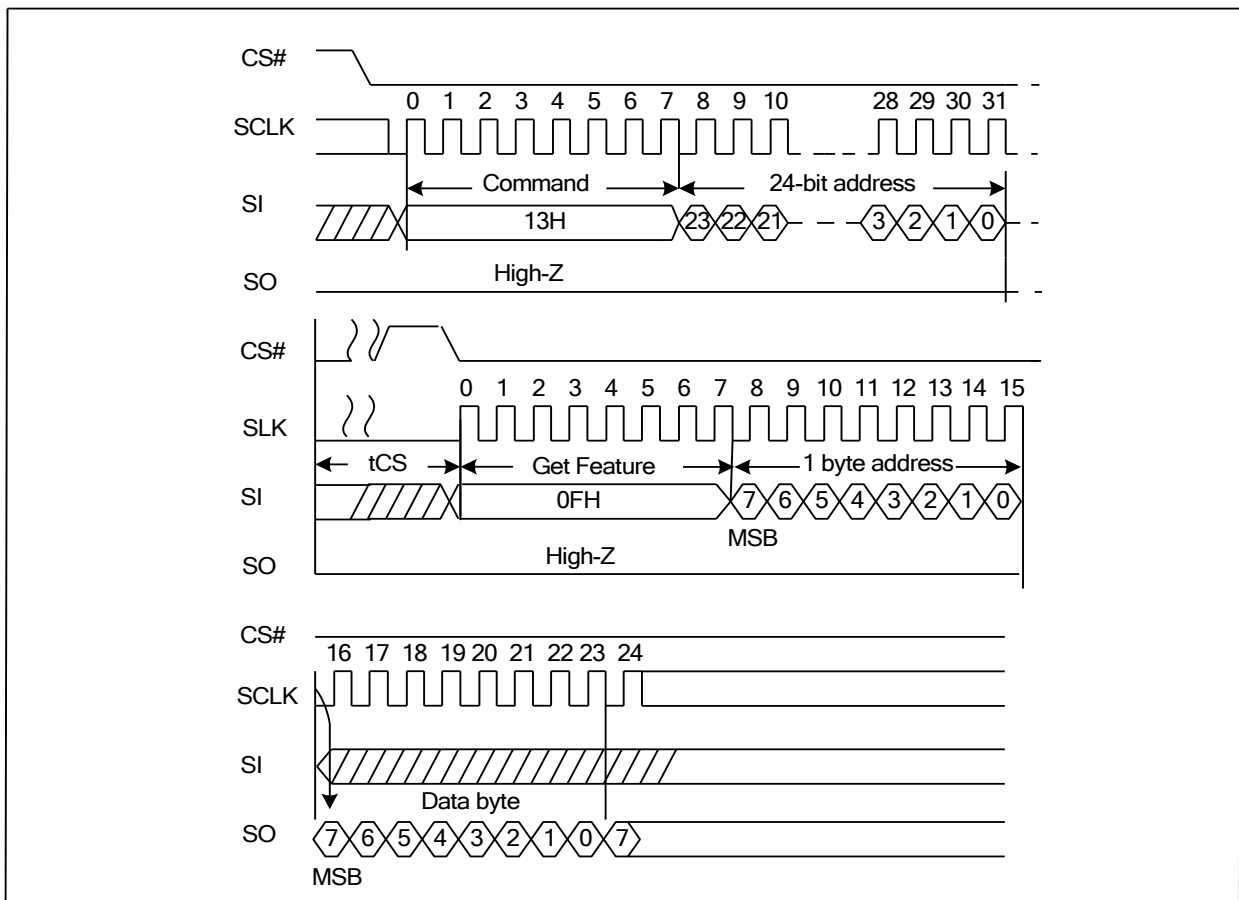 CS#
0 1 2 3 4 5 6 7 8 9 10 28 29 30 31
SCLK
Command 24-bit address
SI
13H 23 22 21 3 2 1 0
High-Z
SO
CS#
0 1 2 3 4 5 6 7 8 9 10 11 12 13 14 15
SLK
tCS Get Feature 1 byte address
SI
0FH 7 6 5 4 3 2 1 0
MSB
High-Z
SO
CS#
16 17 18 19 20 21 22 23 24
SCLK
SI
Data byte
SO 7 6 5 4 3 2 1 0 7
MSB